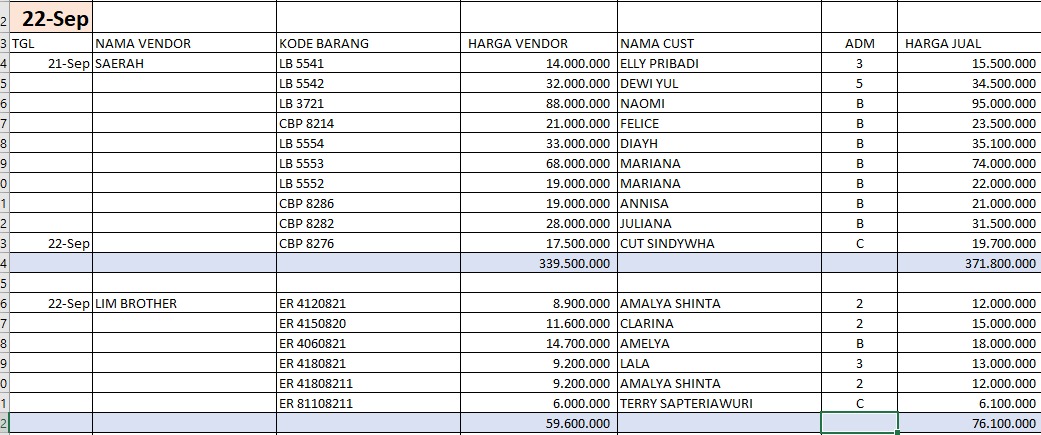 2 22-Sep
3 TGL NAMA VENDOR KODE BARANG HARGA VENDOR NAMA CUST ADM HARGA JUAL
4 21-Sep SAERAH LB 5541 14.000.000 ELLY PRIBADI 3 15.500.000
5 LB 5542 32.000.000 DEWI YUL 5 34.500.000
6 LB 3721 88.000.000 NAOMI B 95.000.000
7 CBP 8214 21.000.000 FELICE B 23.500.000
8 LB 5554 33.000.000 DIAYH B 35.100.000
9 LB 5553 68.000.000 MARIANA B 74.000.000
0 LB 5552 19.000.000 MARIANA B 22.000.000
1 CBP 8286 19.000.000 ANNISA B 21.000.000
2 CBP 8282 28.000.000 JULIANA B 31.500.000
3 22-Sep CBP 8276 17.500.000 CUT SINDYWHA C 19.700.000
4 339.500.000 371.800.000
5
6 22-Sep LIM BROTHER ER 4120821 8.900.000 AMALYA SHINTA 2 12.000.000
7 ER 4150820 11.600.000 CLARINA 2 15.000.000
8 ER 4060821 14.700.000 AMELYA B 18.000.000
9 ER 4180821 9.200.000 LALA 3 13.000.000
0 ER 41808211 9.200.000 AMALYA SHINTA 2 12.000.000
1 ER 81108211 6.000.000 TERRY SAPTERIAWURI C 6.100.000
2 59.600.000 76.100.000